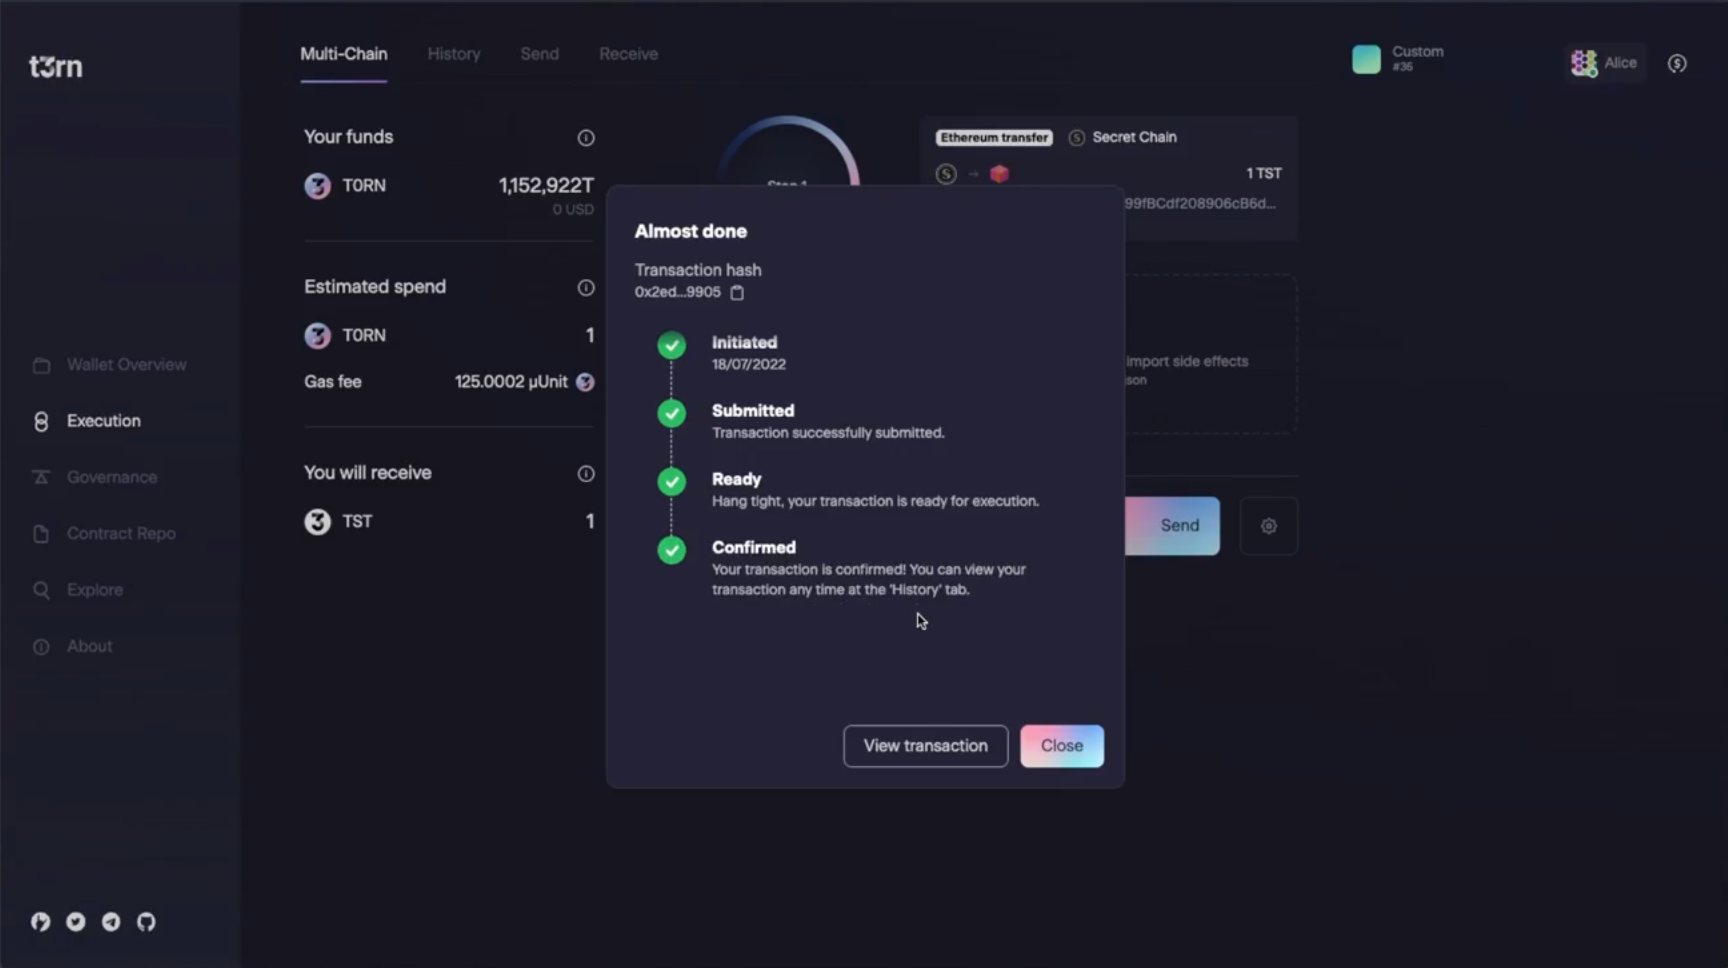 t3rn
Multi-Chain
History
Send
Receive
Custom
#36
Alice
Your funds
T0RN
1,152,922T
0 USD
Estimated spend
T0RN
1
Gas fee
125.0002 µUnit
You will receive
TST
1
Wallet Overview
Execution
Governance
Contract Repo
Explore
About
Ethereum transfer
Secret Chain
1 TST
99fBCdf208906cB6d...
import side effects
Send
Almost done
Transaction hash
0x2ed...9905
Initiated
18/07/2022
Submitted
Transaction successfully submitted.
Ready
Hang tight, your transaction is ready for execution.
Confirmed
Your transaction is confirmed! You can view your
transaction any time at the 'History' tab.
View transaction
Close